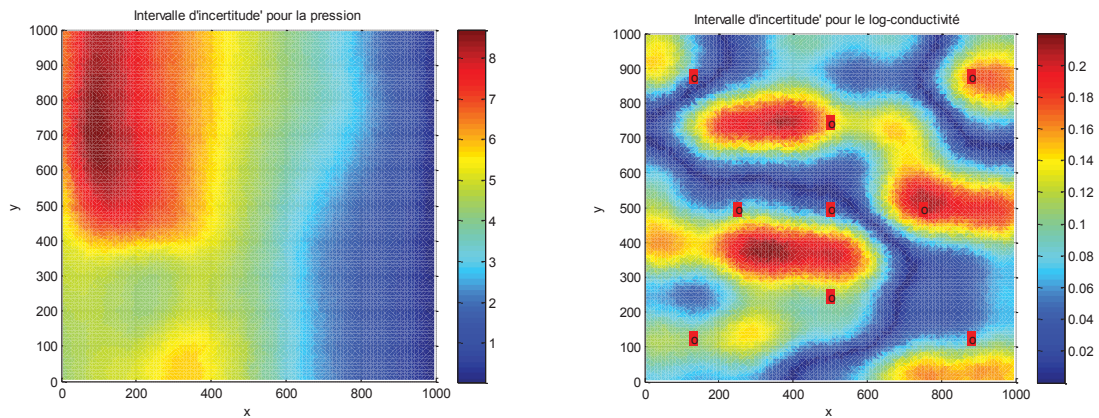 Intervalle d'incertitude' pour la pression
1000
900
800
700
600
500
400
300
200
100
0
y
0 200 400 600 800 1000
x
8
7
6
5
4
3
2
1
Intervalle d'incertitude' pour le log-conductivité
1000
900
800
700
600
500
400
300
200
100
0
y
0 200 400 600 800 1000
x
0.2
0.18
0.16
0.14
0.12
0.1
0.08
0.06
0.04
0.02
o
o
o
o
o
o
o
o
o